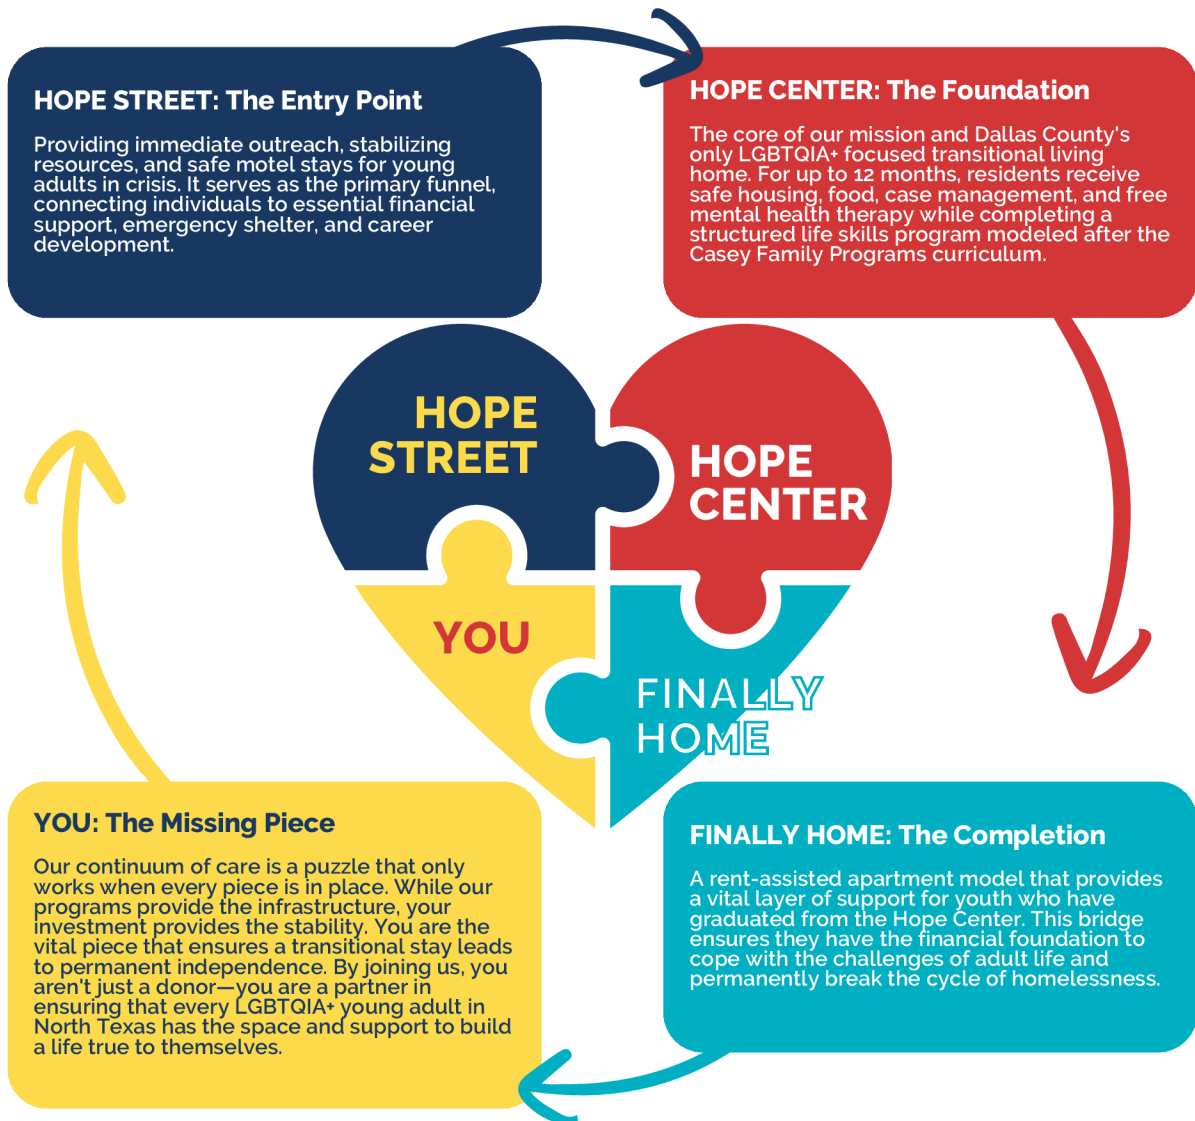 HOPE STREET: The Entry Point
Providing immediate outreach, stabilizing
resources, and safe motel stays for young
adults in crisis. It serves as the primary funnel,
connecting individuals to essential financial
support, emergency shelter, and career
development.
HOPE CENTER: The Foundation
The core of our mission and Dallas County's
only LGBTQIA+ focused transitional living
home. For up to 12 months, residents receive
safe housing, food, case management, and free
mental health therapy while completing a
structured life skills program modeled after the
Casey Family Programs curriculum.
HOPE
STREET
HOPE
CENTER
YOU
FINALLY
HOME
YOU: The Missing Piece
Our continuum of care is a puzzle that only
works when every piece is in place. While our
programs provide the infrastructure, your
investment provides the stability. You are the
vital piece that ensures a transitional stay leads
to permanent independence. By joining us, you
aren't just a donor—you are a partner in
ensuring that every LGBTQIA+ young adult in
North Texas has the space and support to build
a life true to themselves.
FINALLY HOME: The Completion
A rent-assisted apartment model that provides
a vital layer of support for youth who have
graduated from the Hope Center. This bridge
ensures they have the financial foundation to
cope with the challenges of adult life and
permanently break the cycle of homelessness.